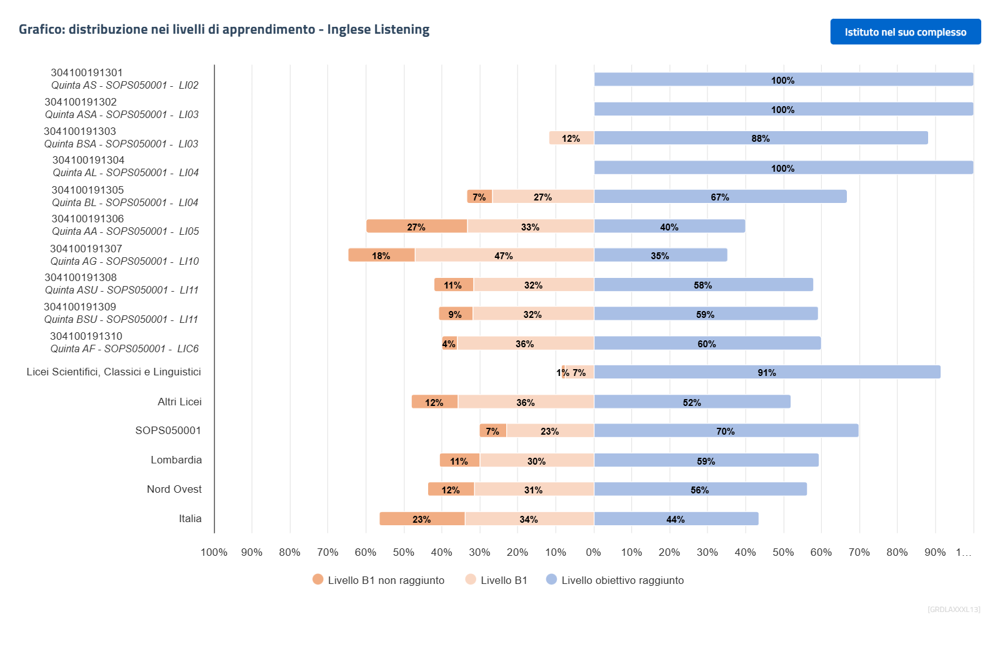 Grafico: distribuzione nei livelli di apprendimento - Inglese Listening
Istituto nel suo complesso
304100191301
Quinta AS - SOPS050001 - LI02
100%
304100191302
Quinta ASA - SOPS050001 - LI03
100%
304100191303
Quinta BSA - SOPS050001 - LI03
12% 88%
304100191304
Quinta AL - SOPS050001 - LI04
100%
304100191305
Quinta BL - SOPS050001 - LI04
7% 27% 67%
304100191306
Quinta AA - SOPS050001 - LI05
27% 33% 40%
304100191307
Quinta AG - SOPS050001 - LI10
18% 47% 35%
304100191308
Quinta ASU - SOPS050001 - LI11
11% 32% 58%
304100191309
Quinta BSU - SOPS050001 - LI11
9% 32% 59%
304100191310
Quinta AF - SOPS050001 - LIC6
4% 36% 60%
Licei Scientifici, Classici e Linguistici 1% 7% 91%
Altri Licei 12% 36% 52%
SOPS050001 7% 23% 70%
Lombardia 11% 30% 59%
Nord Ovest 12% 31% 56%
Italia 23% 34% 44%
100% 90% 80% 70% 60% 50% 40% 30% 20% 10% 0% 10% 20% 30% 40% 50% 60% 70% 80% 90% 1...
Livello B1 non raggiunto Livello B1 Livello obiettivo raggiunto
[GRDLAXXXL13]